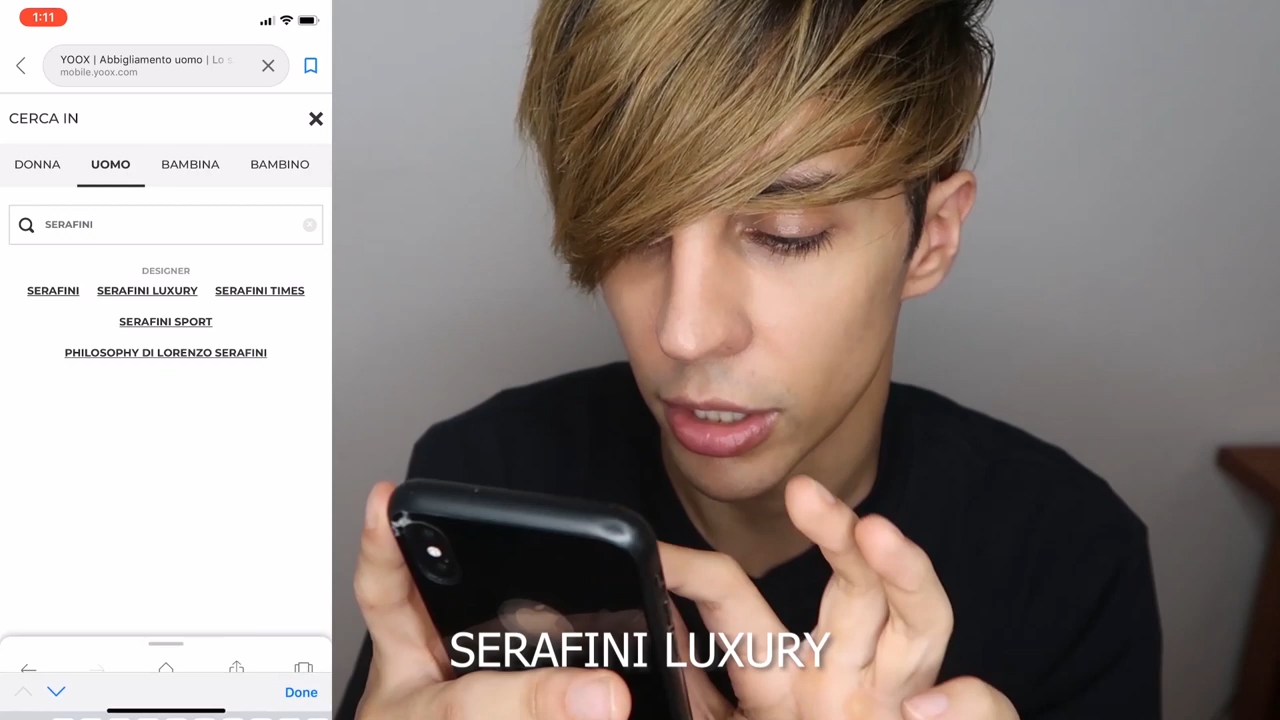 1:11
YOOX | Abbigliamento uomo | Lo s
mobile.yoox.com
CERCA IN
DONNA UOMO BAMBINA BAMBINO
SERAFINI
DESIGNER
SERAFINI SERAFINI LUXURY SERAFINI TIMES
SERAFINI SPORT
PHILOSOPHY DI LORENZO SERAFINI
Done
SERAFINI LUXURY